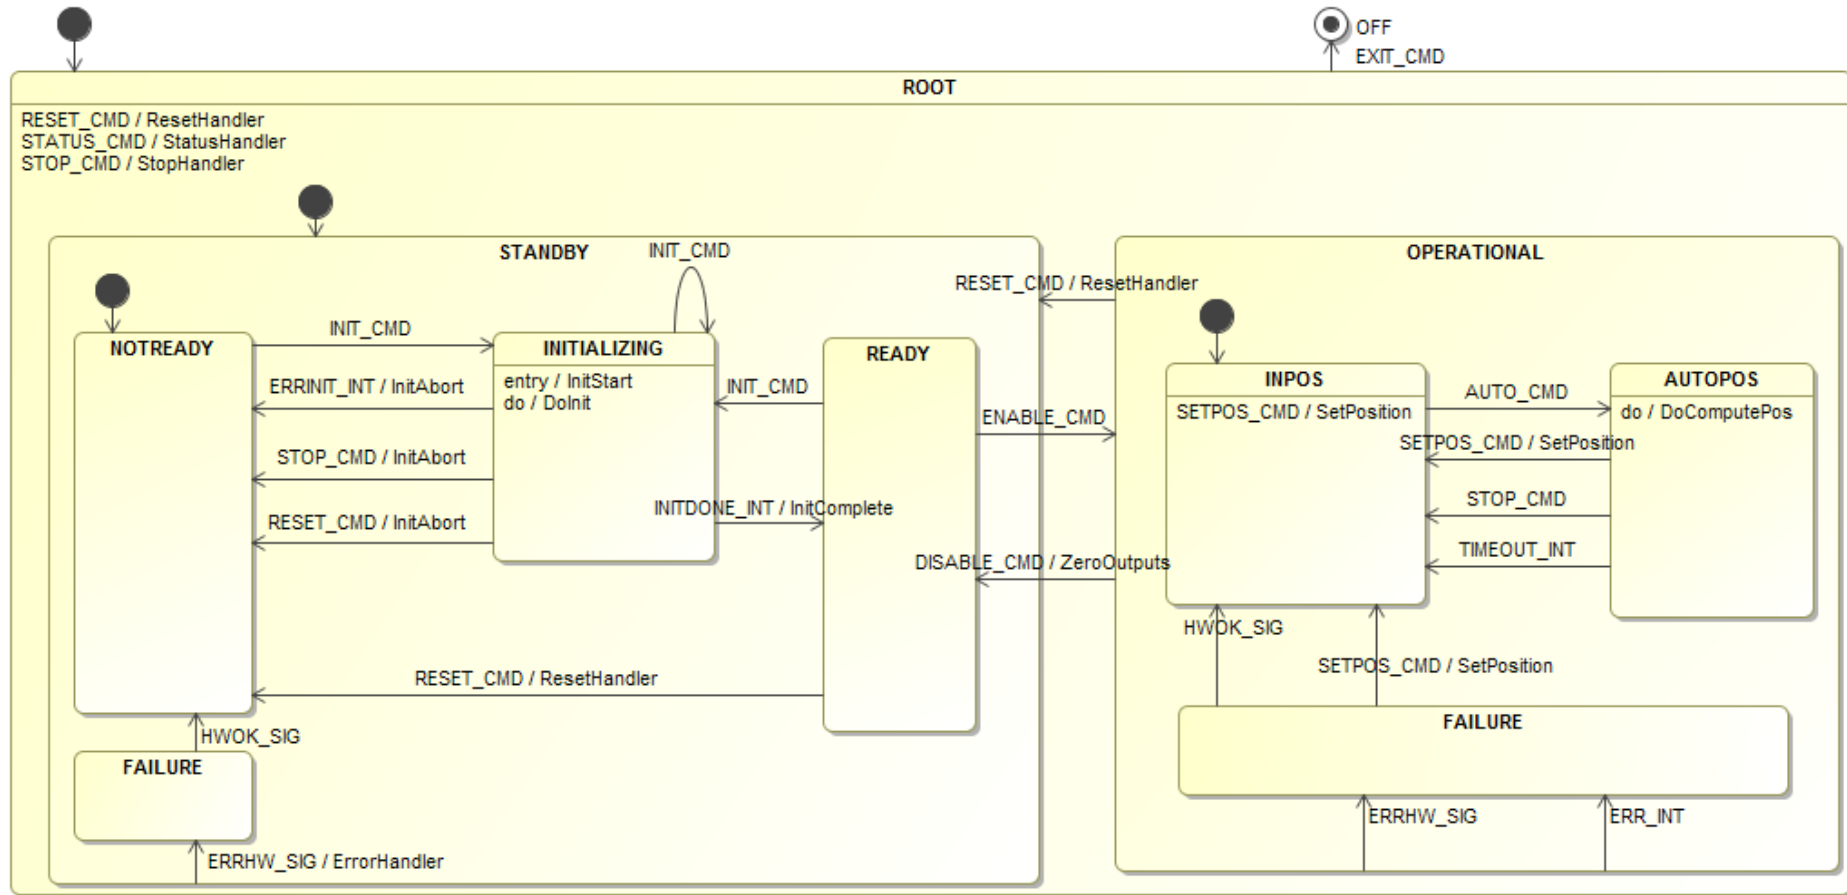 OFF
EXIT_CMD
ROOT
RESET_CMD / ResetHandler
STATUS_CMD / StatusHandler
STOP_CMD / StopHandler
STANDBY
INIT_CMD
NOTREADY
INIT_CMD
INITIALIZING
entry / InitStart
do / DoInit
ERRINIT_INT / InitAbort
STOP_CMD / InitAbort
RESET_CMD / InitAbort
READY
INIT_CMD
INITDONE_INT / InitComplete
RESET_CMD / ResetHandler
HWOK_SIG
FAILURE
ERRHW_SIG / ErrorHandler
RESET_CMD / ResetHandler
ENABLE_CMD
DISABLE_CMD / ZeroOutputs
OPERATIONAL
INPOS
SETPOS_CMD / SetPosition
AUTO_CMD
SETPOS_CMD / SetPosition
STOP_CMD
TIMEOUT_INT
AUTOPOS
do / DoComputePos
HWOK_SIG
SETPOS_CMD / SetPosition
FAILURE
ERRHW_SIG
ERR_INT